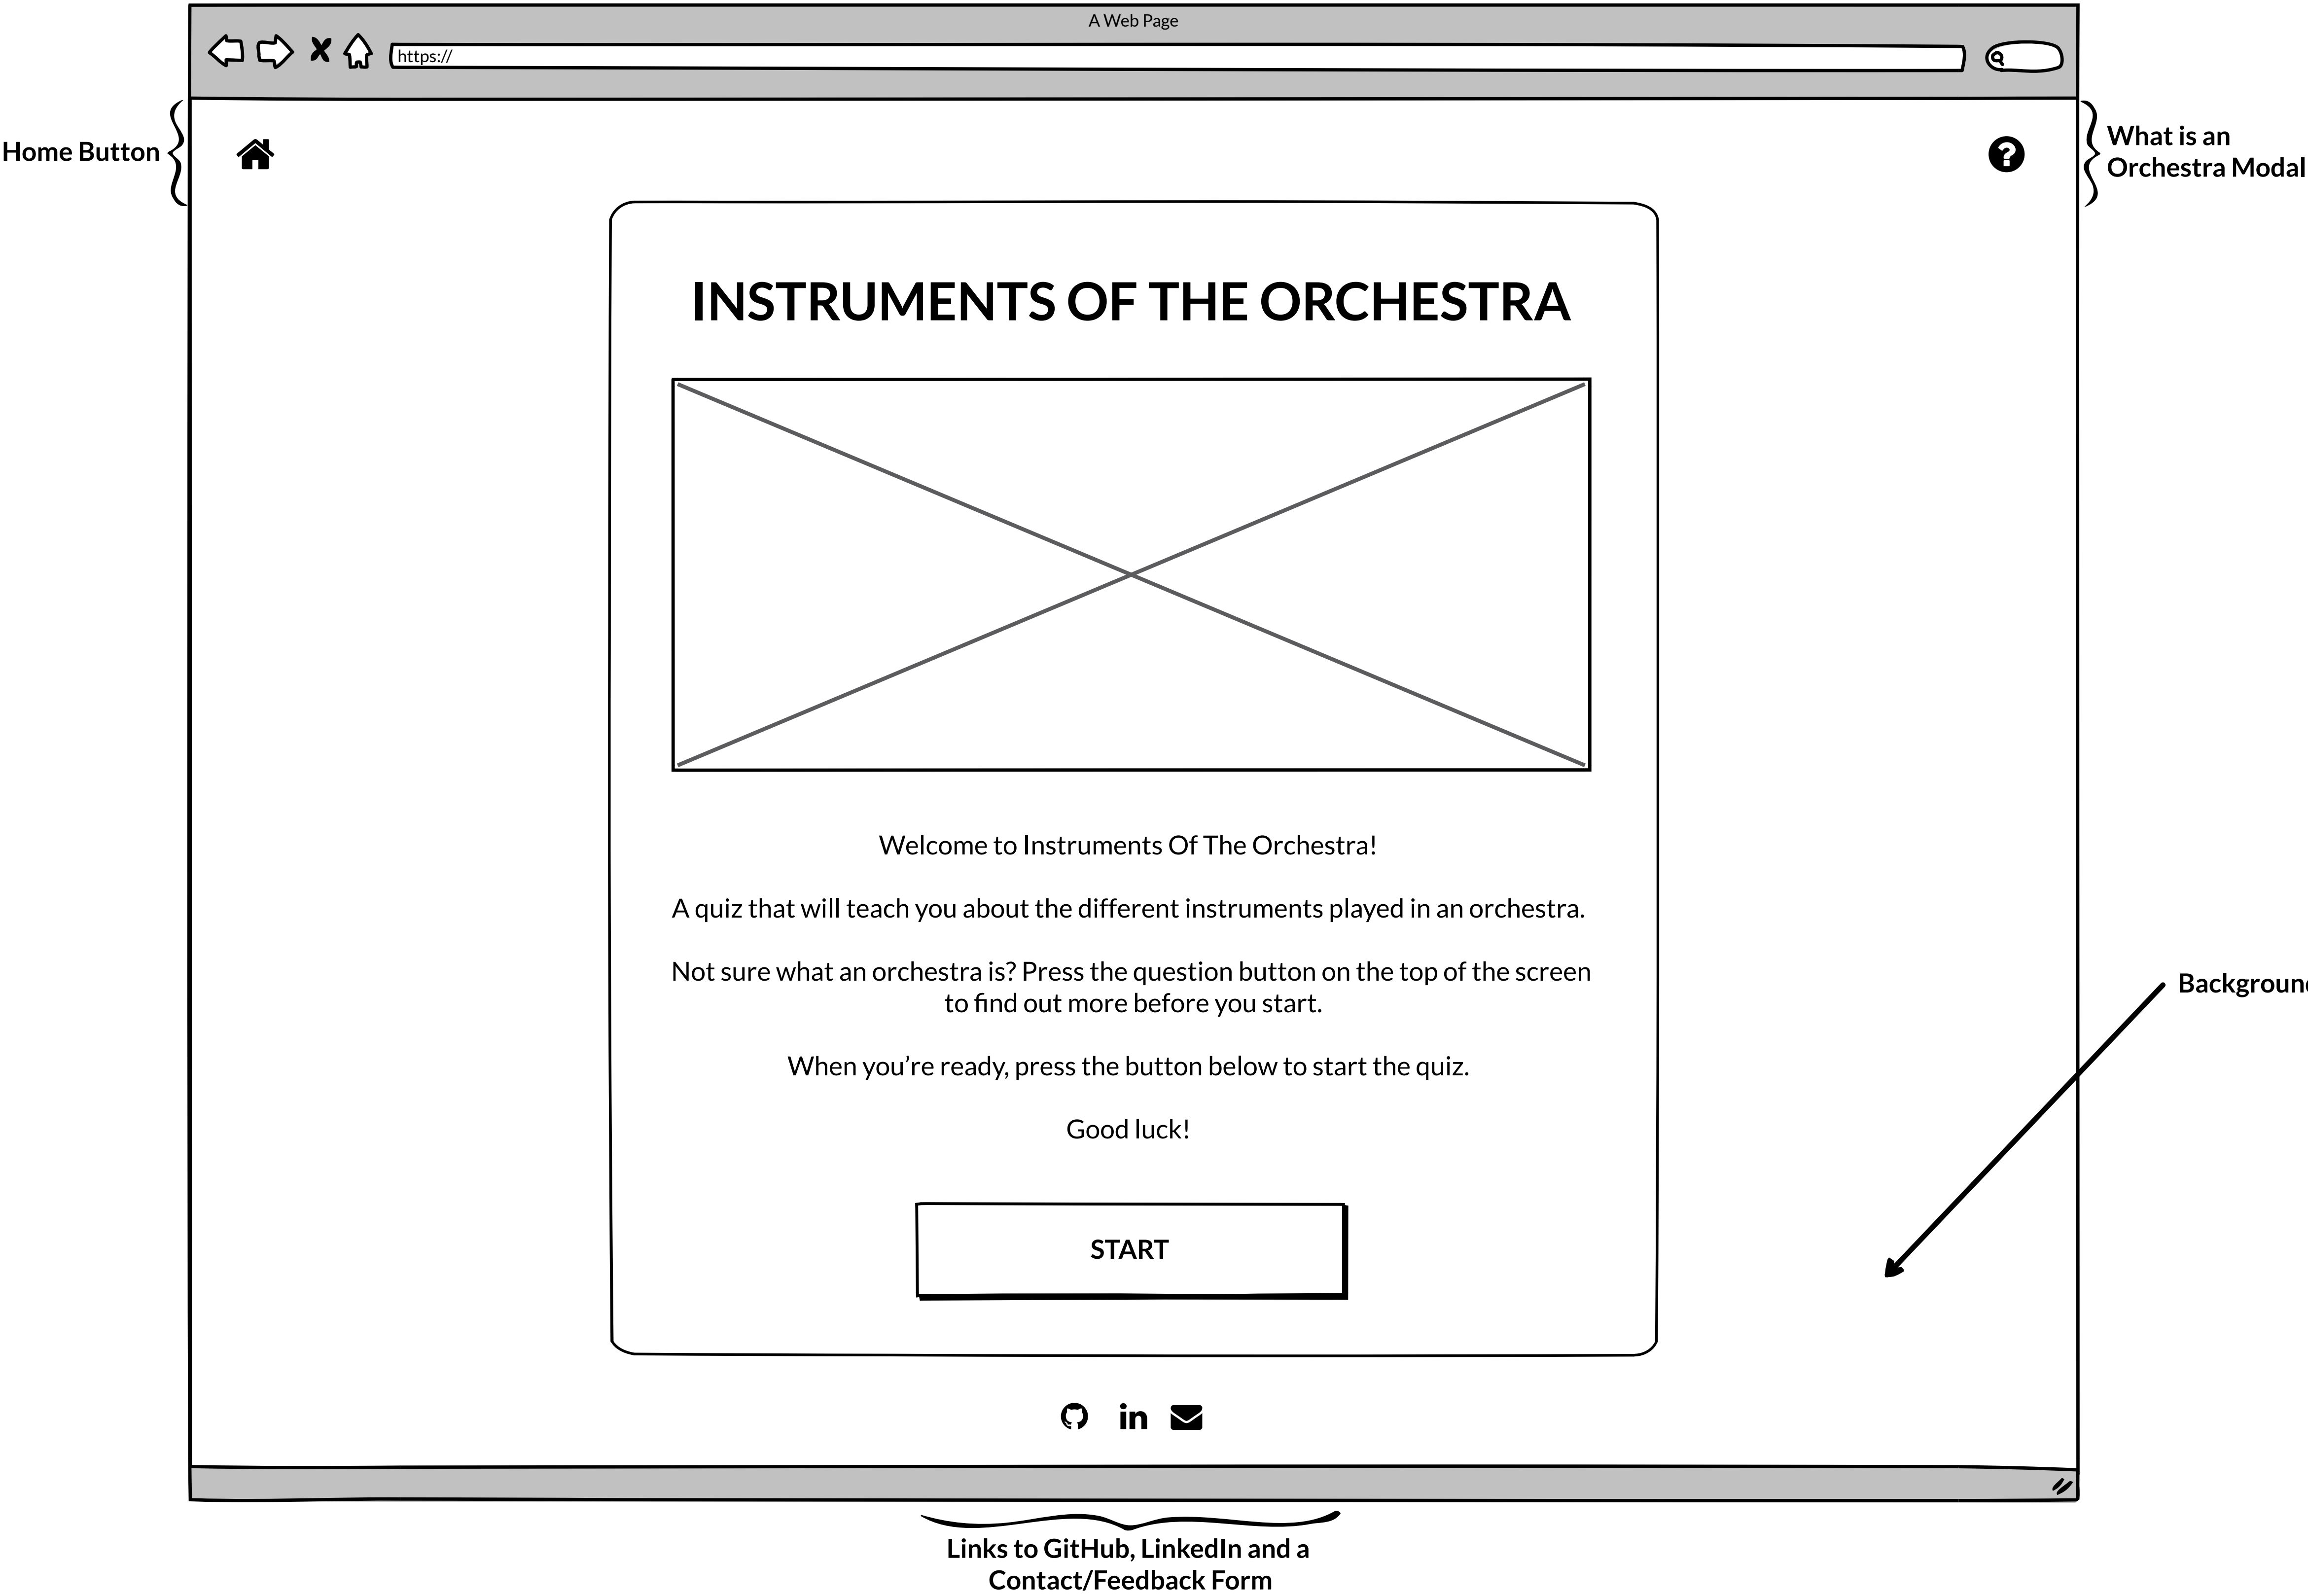 A Web Page
https://
Home Button
What is an
Orchestra Modal
INSTRUMENTS OF THE ORCHESTRA
Welcome to Instruments Of The Orchestra!
A quiz that will teach you about the different instruments played in an orchestra.
Not sure what an orchestra is? Press the question button on the top of the screen
to find out more before you start.
Backgroun
When you’re ready, press the button below to start the quiz.
Good luck!
START
in
Links to GitHub, LinkedIn and a
Contact/Feedback Form